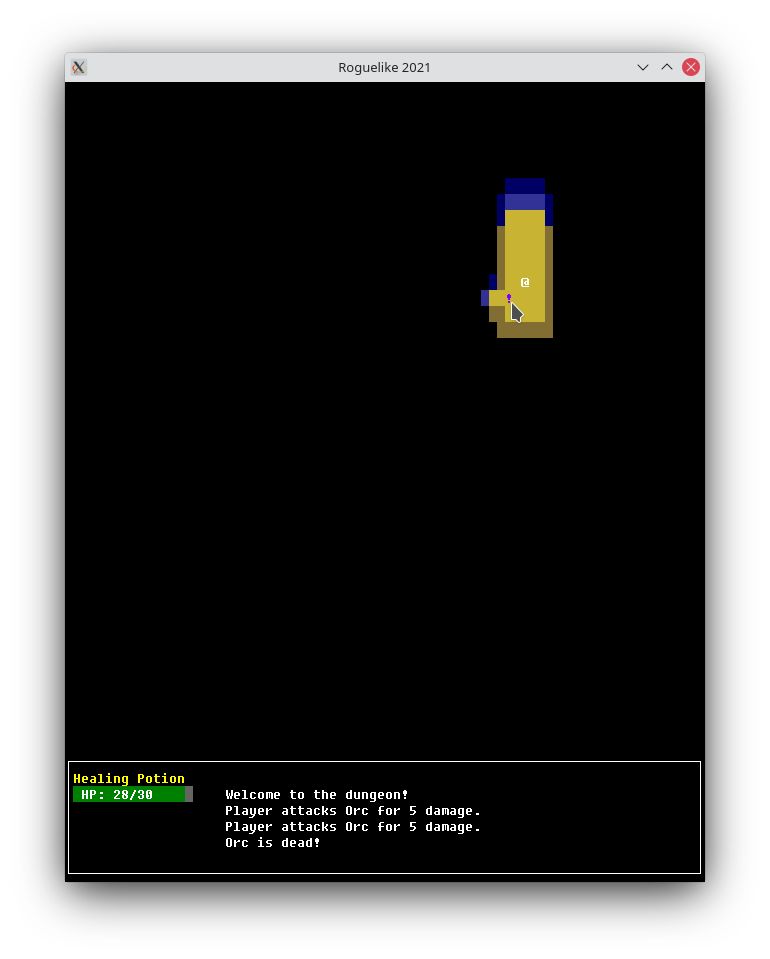 Roguelike 2021
@
Healing Potion
HP: 28/30
Welcome to the dungeon!
Player attacks Orc for 5 damage.
Player attacks Orc for 5 damage.
Orc is dead!